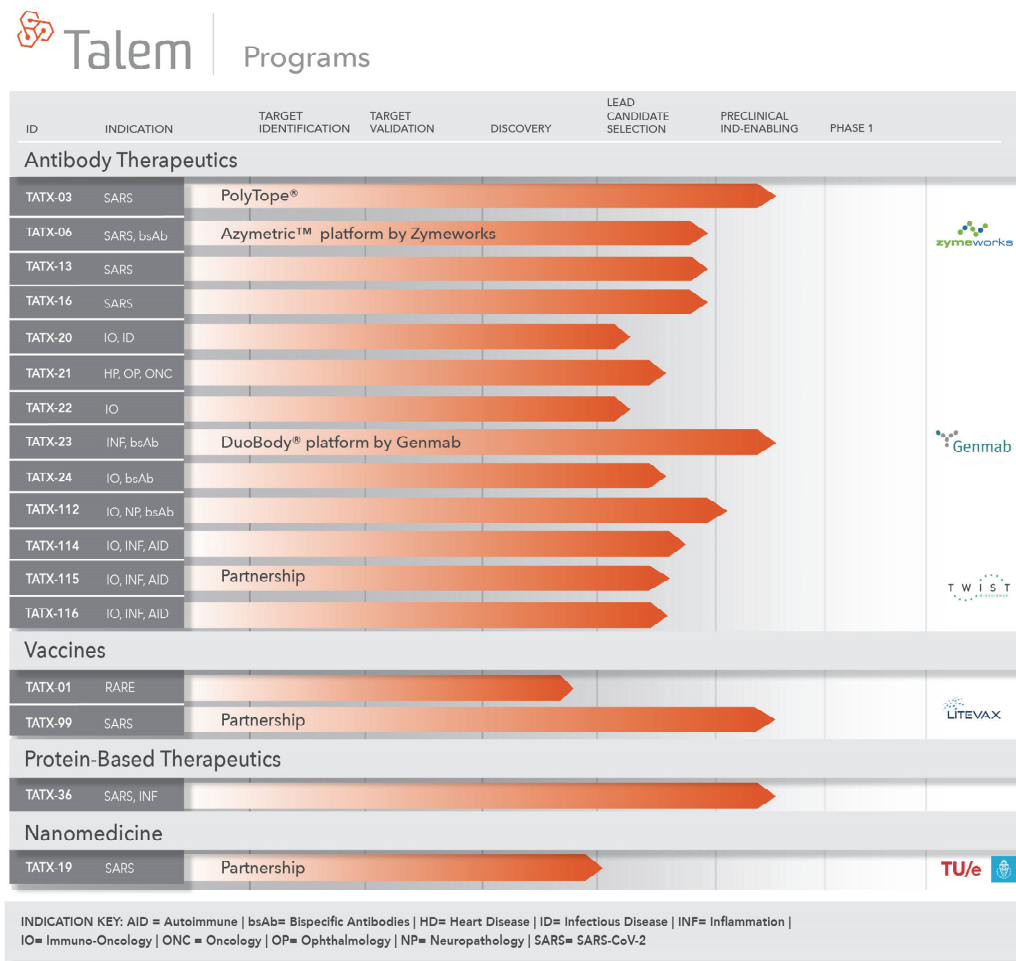 Talem
Programs
ID INDICATION TARGET IDENTIFICATION TARGET VALIDATION DISCOVERY LEAD CANDIDATE SELECTION PRECLINICAL IND-ENABLING PHASE 1
Antibody Therapeutics
TATX-03 SARS PolyTope®
TATX-06 SARS, bsAb Azymetric™ platform by Zymeworks zymeworks
TATX-13 SARS
TATX-16 SARS
TATX-20 IO, ID
TATX-21 HP, OP, ONC
TATX-22 IO
TATX-23 INF, bsAb DuoBody® platform by Genmab Genmab
TATX-24 IO, bsAb
TATX-112 IO, NP, bsAb
TATX-114 IO, INF, AID
TATX-115 IO, INF, AID Partnership TWIST
TATX-116 IO, INF, AID
Vaccines
TATX-01 RARE
TATX-99 SARS Partnership LITEVAX
Protein-Based Therapeutics
TATX-36 SARS, INF
Nanomedicine
TATX-19 SARS Partnership TU/e
INDICATION KEY: AID = Autoimmune | bsAb= Bispecific Antibodies | HD= Heart Disease | ID= Infectious Disease | INF= Inflammation |
IO= Immuno-Oncology | ONC = Oncology | OP= Ophthalmology | NP= Neuropathology | SARS= SARS-CoV-2